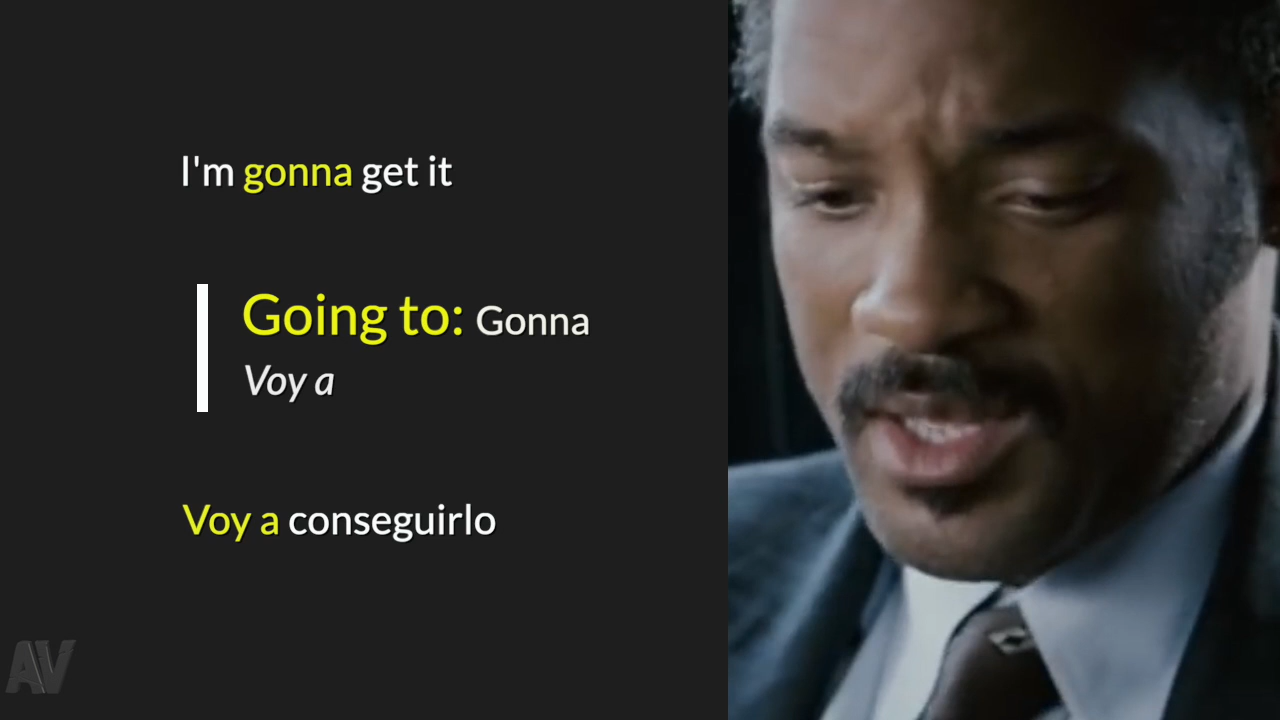 I'm gonna get it
Going to: Gonna
Voy a
Voy a conseguirlo
AV